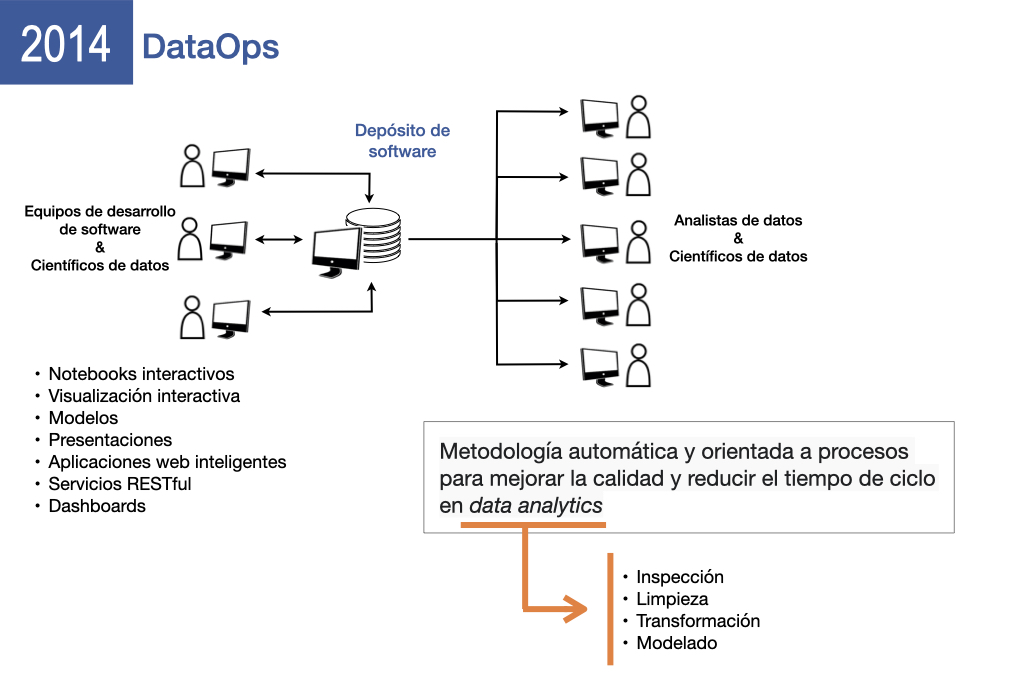 2014
DataOps
Depósito de
software
Equipos de desarrollo
de software
&
Científicos de datos
Analistas de datos
&
Científicos de datos
• Notebooks interactivos
• Visualización interactiva
• Modelos
• Presentaciones
• Aplicaciones web inteligentes
• Servicios RESTful
• Dashboards
Metodología automática y orientada a procesos
para mejorar la calidad y reducir el tiempo de ciclo
en data analytics
• Inspección
• Limpieza
• Transformación
• Modelado